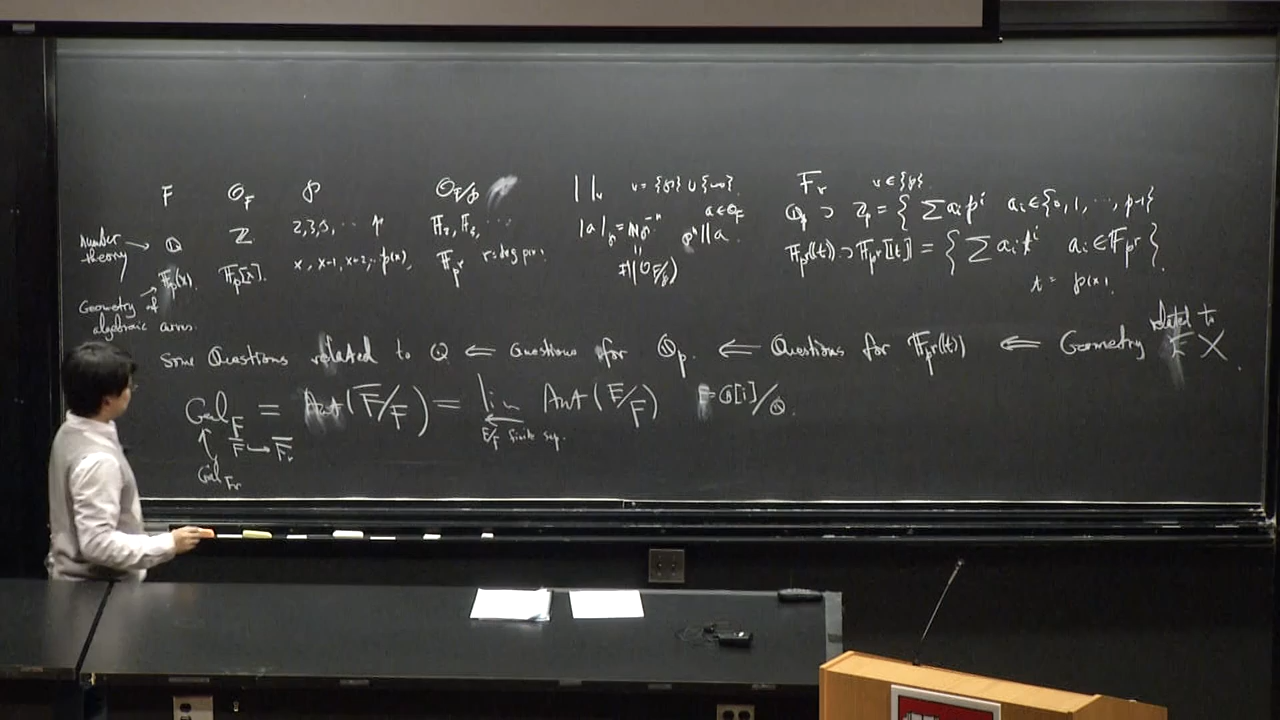 F O_F ℘ O_F/℘ | |_v v = {℘} ∪ {∞}. F_v v ∈ {℘}.
number theory → Q Z 2, 3, 5, ... p F_2, F_3, ... |a|_℘ = N℘^{-n} a ∈ O_F ℘^n || a. Q_p ⊃ Z_p = { Σ a_i p^i a_i ∈ {0, 1, ..., p-1}
F_p(x). F_p[x]. x, x+1, x+2, .. p(x), F_{p^r} r = deg p(x). || #(O_F/℘) F_{p^r}((t)) ⊃ F_{p^r}[[t]] = { Σ a_i t^i a_i ∈ F_{p^r} }.
Geometry of algebraic curves. t = p(x).
Some Questions related to Q ⇐ Questions for Q_p. ⇐ Questions for F_{p^r}((t)) ⇐ Geometry related to X.
Gal_F = Aut(F̄/F) = lim Aut(E/F) E = Q[i]/Q.
↑ F̄ → F̄_v ← E/F finite sep.
Gal_{F_v}